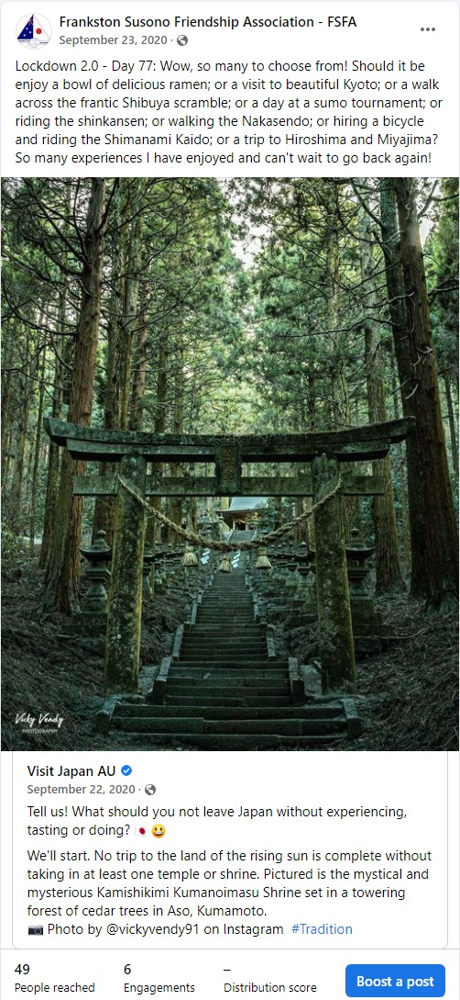 Frankston Susono Friendship Association - FSFA
September 23, 2020 ·
Lockdown 2.0 - Day 77: Wow, so many to choose from! Should it be
enjoy a bowl of delicious ramen; or a visit to beautiful Kyoto; or a walk
across the frantic Shibuya scramble; or a day at a sumo tournament; or
riding the shinkansen; or walking the Nakasendo; or hiring a bicycle
and riding the Shimanami Kaido; or a trip to Hiroshima and Miyajima?
So many experiences I have enjoyed and can't wait to go back again!
Vicky Vendy
PHOTOGRAPHY
Visit Japan AU
September 22, 2020 ·
Tell us! What should you not leave Japan without experiencing,
tasting or doing? 🇯🇵😃
We'll start. No trip to the land of the rising sun is complete without
taking in at least one temple or shrine. Pictured is the mystical and
mysterious Kamishikimi Kumanoimasu Shrine set in a towering
forest of cedar trees in Aso, Kumamoto.
📷 Photo by @vickyvendy91 on Instagram #Tradition
49 6 –
People reached Engagements Distribution score Boost a post